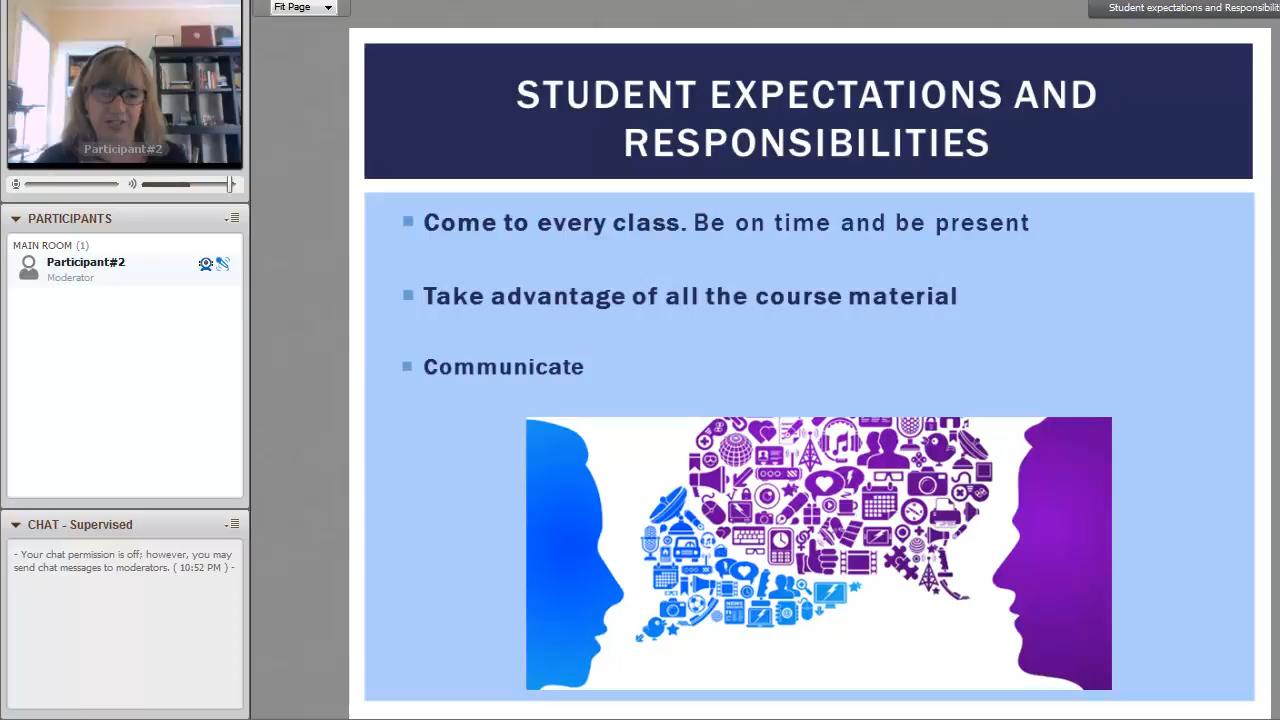 Fit Page
Student expectations and Responsibilit
Participant#2
PARTICIPANTS
MAIN ROOM (1)
Participant#2
Moderator
CHAT - Supervised
- Your chat permission is off; however, you may
send chat messages to moderators. ( 10:52 PM ) -
STUDENT EXPECTATIONS AND
RESPONSIBILITIES
Come to every class. Be on time and be present
Take advantage of all the course material
Communicate
NEWS